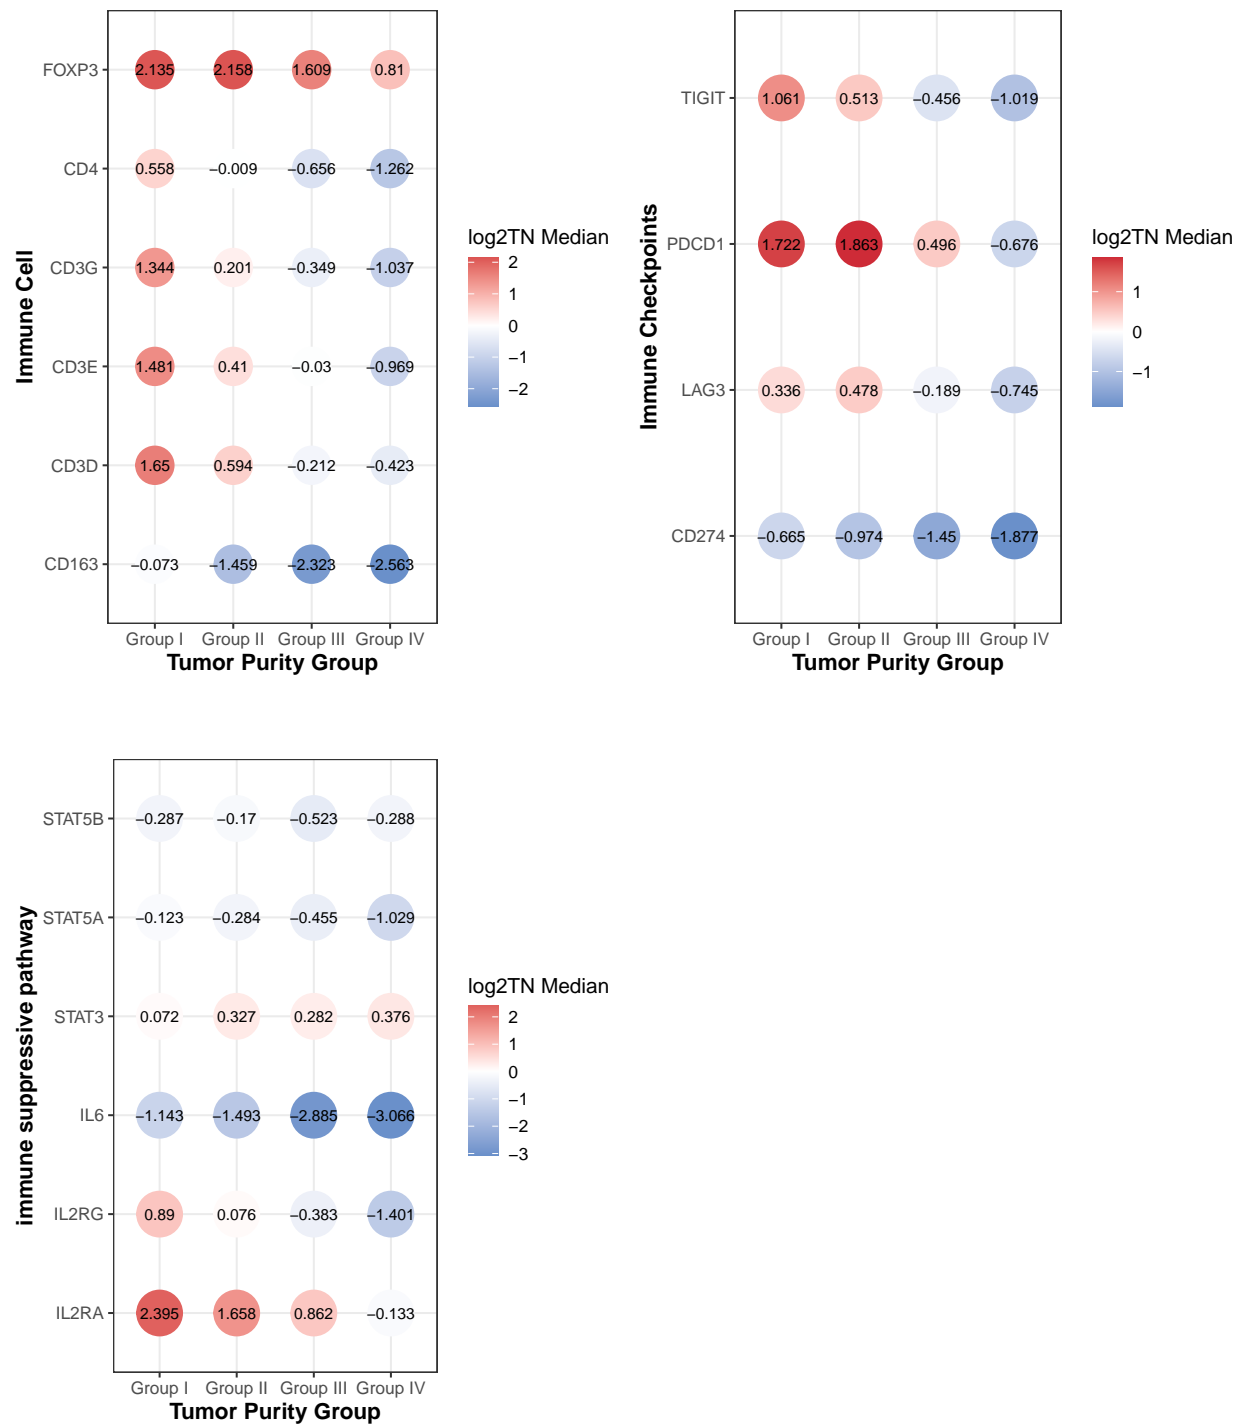 Immune Cell
FOXP3 2.135 2.158 1.609 0.81
CD4 0.558 −0.009 −0.656 −1.262
CD3G 1.344 0.201 −0.349 −1.037
CD3E 1.481 0.41 −0.03 −0.969
CD3D 1.65 0.594 −0.212 −0.423
CD163 −0.073 −1.459 −2.323 −2.563
Group I Group II Group III Group IV
Tumor Purity Group
log2TN Median
2
1
0
−1
−2
Immune Checkpoints
TIGIT 1.061 0.513 −0.456 −1.019
PDCD1 1.722 1.863 0.496 −0.676
LAG3 0.336 0.478 −0.189 −0.745
CD274 −0.665 −0.974 −1.45 −1.877
Group I Group II Group III Group IV
Tumor Purity Group
log2TN Median
1
0
−1
immune suppressive pathway
STAT5B −0.287 −0.17 −0.523 −0.288
STAT5A −0.123 −0.284 −0.455 −1.029
STAT3 0.072 0.327 0.282 0.376
IL6 −1.143 −1.493 −2.885 −3.066
IL2RG 0.89 0.076 −0.383 −1.401
IL2RA 2.395 1.658 0.862 −0.133
Group I Group II Group III Group IV
Tumor Purity Group
log2TN Median
2
1
0
−1
−2
−3